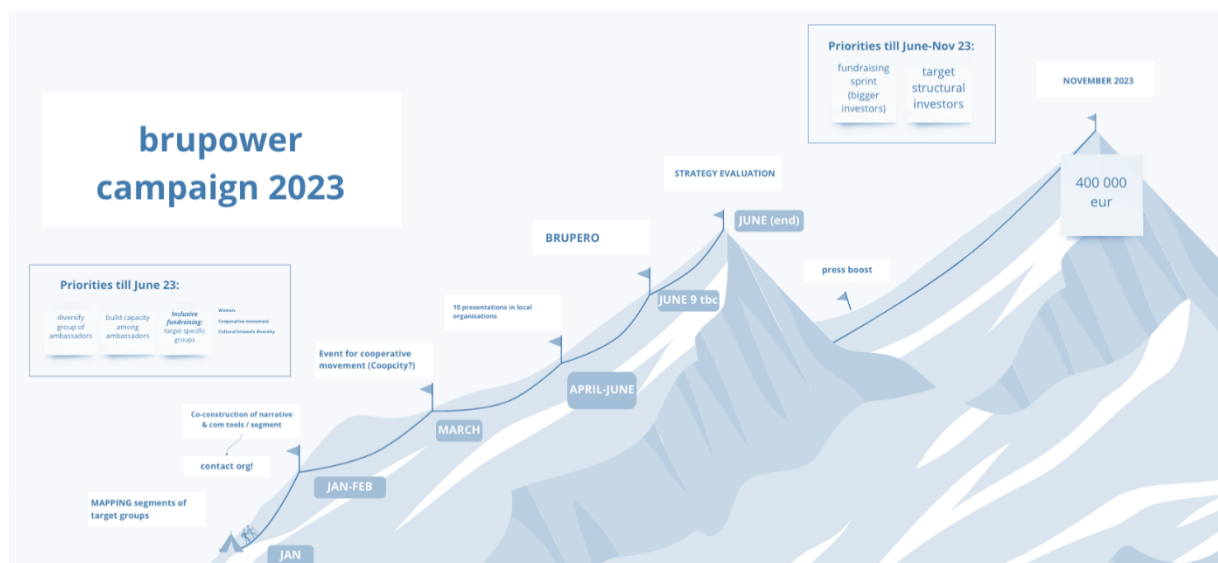 brupower
campaign 2023
Priorities till June-Nov 23:
fundraising
sprint
(bigger
investors)
target
structural
investors
NOVEMBER 2023
400 000
eur
STRATEGY EVALUATION
JUNE (end)
BRUPERO
JUNE 9 tbc
press boost
Priorities till June 23:
diversify
group of
ambassadors
build capacity
among
ambassadors
Inclusive
fundraising:
target specific
groups
Women
Cooperative movement
Cultural brussels diversity
10 presentations in local
organisations
APRIL-JUNE
Event for cooperative
movement (Coopcity?)
MARCH
Co-construction of narrative
& com tools / segment
contact org!
JAN-FEB
MAPPING segments of
target groups
JAN